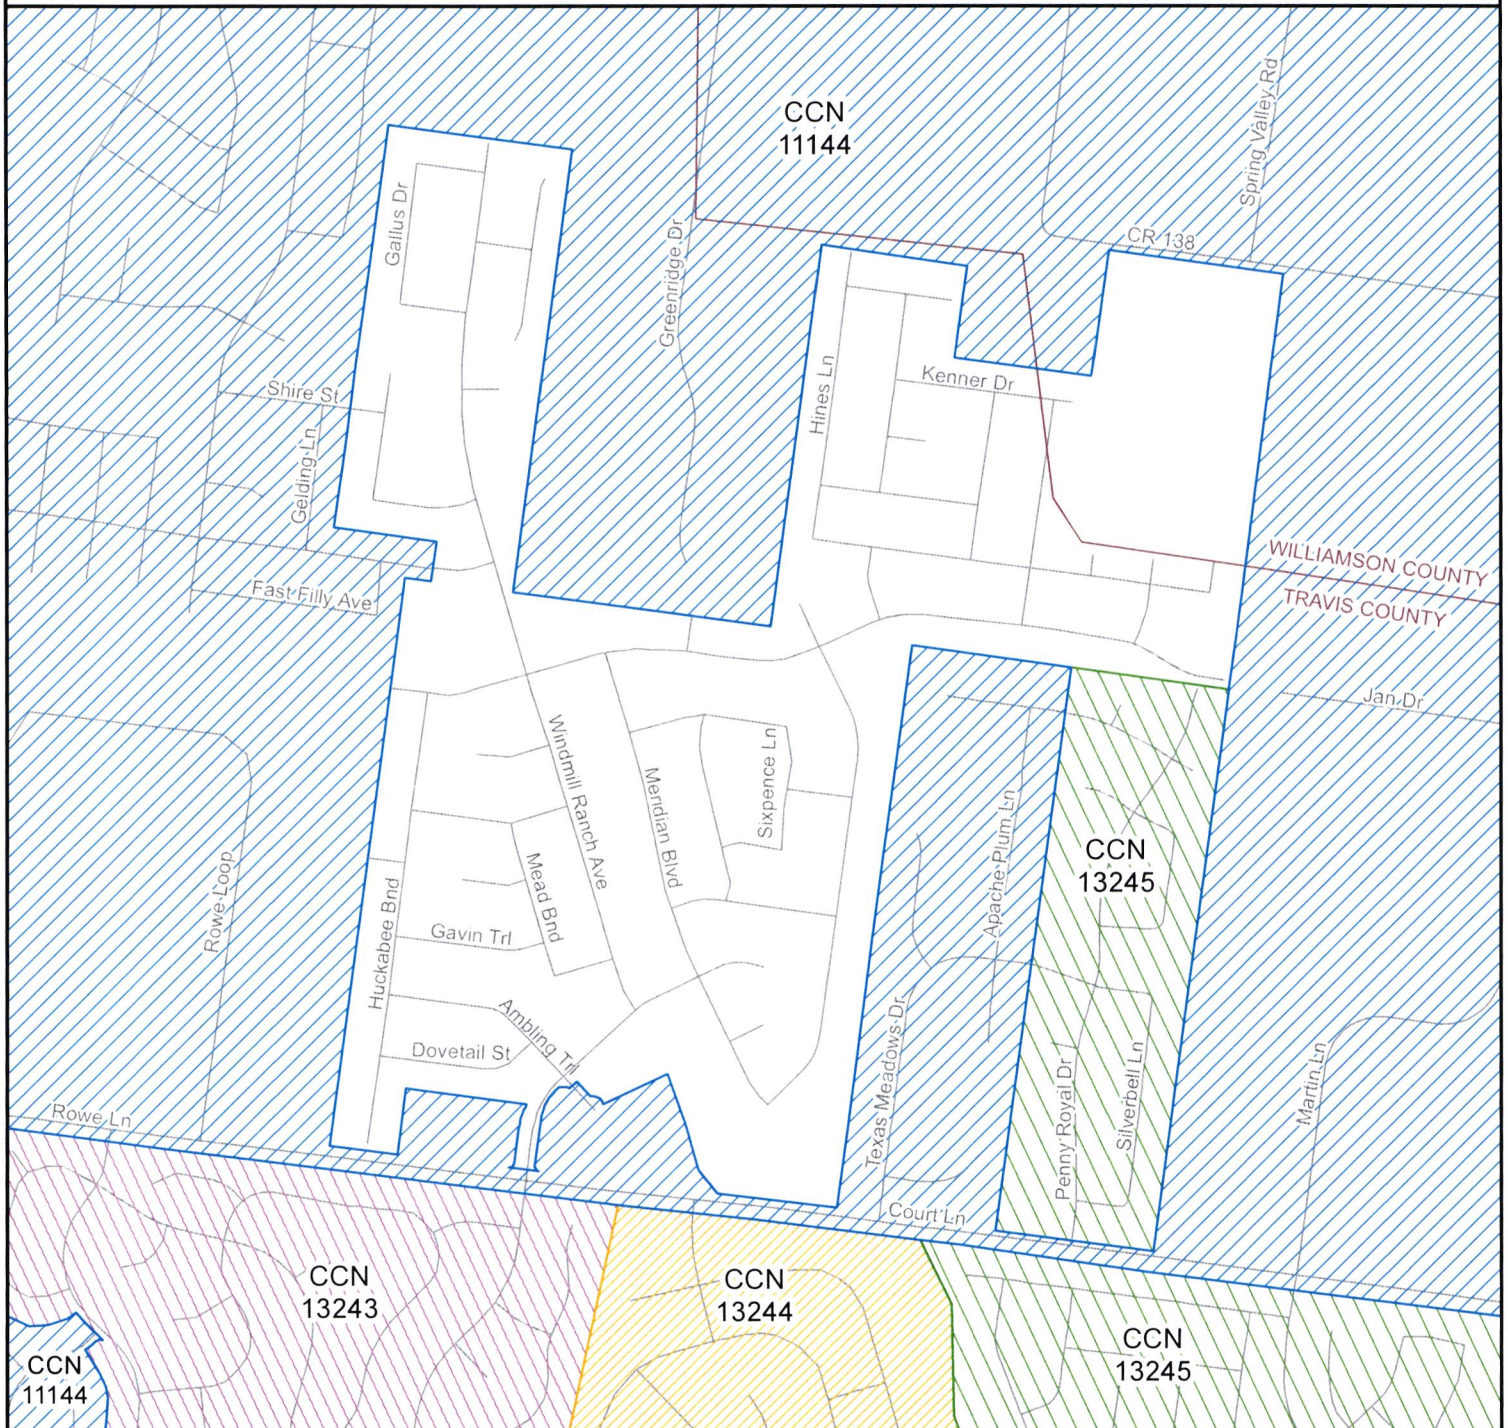 CCN
11144
Spring Valley Rd
Gallus Dr
CR 138
Greenridge Dr
Hines Ln
Kenner Dr
Shire St
Gelding Ln
WILLIAMSON COUNTY
TRAVIS COUNTY
Fast Filly Ave
Jan Dr
Windmill Ranch Ave
Meridian Blvd
Sixpence Ln
Apache Plum Ln
CCN
13245
Rowe Loop
Mead Bnd
Huckabee Bnd
Gavin Trl
Ambling Trl
Dovetail St
Texas Meadows Dr
Penny Royal Dr
Silverbell Ln
Martin Ln
Rowe Ln
Court Ln
CCN
13243
CCN
13244
CCN
13245
CCN
11144